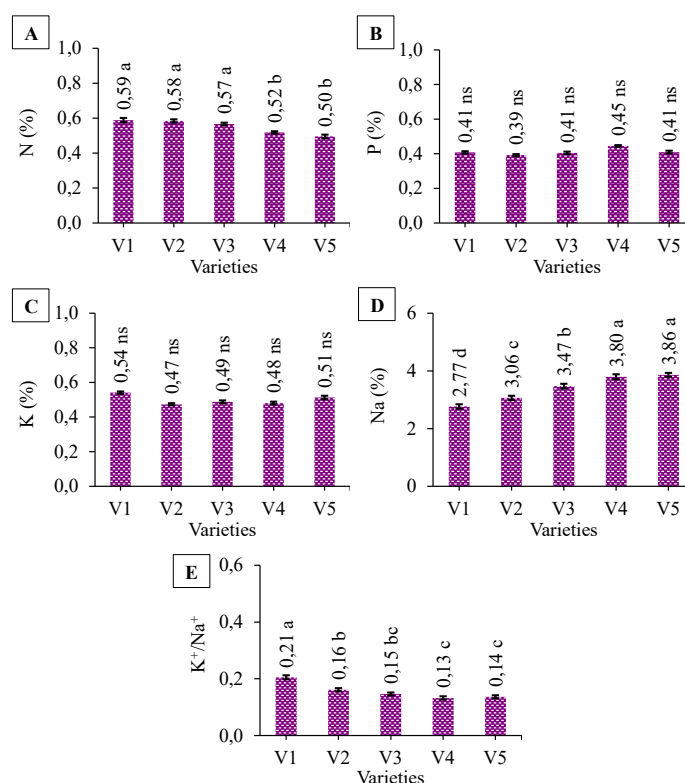 A
N (%)
1,0
0,8
0,6
0,4
0,2
0,0
0,59 a
0,58 a
0,57 a
0,52 b
0,50 b
V1 V2 V3 V4 V5
Varieties
B
P (%)
1,0
0,8
0,6
0,4
0,2
0,0
0,41 ns
0,39 ns
0,41 ns
0,45 ns
0,41 ns
V1 V2 V3 V4 V5
Varieties
C
K (%)
1,0
0,8
0,6
0,4
0,2
0,0
0,54 ns
0,47 ns
0,49 ns
0,48 ns
0,51 ns
V1 V2 V3 V4 V5
Varieties
D
Na (%)
6
4
2
0
2,77 d
3,06 c
3,47 b
3,80 a
3,86 a
V1 V2 V3 V4 V5
Varieties
E
K⁺/Na⁺
0,6
0,4
0,2
0,0
0,21 a
0,16 b
0,15 bc
0,13 c
0,14 c
V1 V2 V3 V4 V5
Varieties